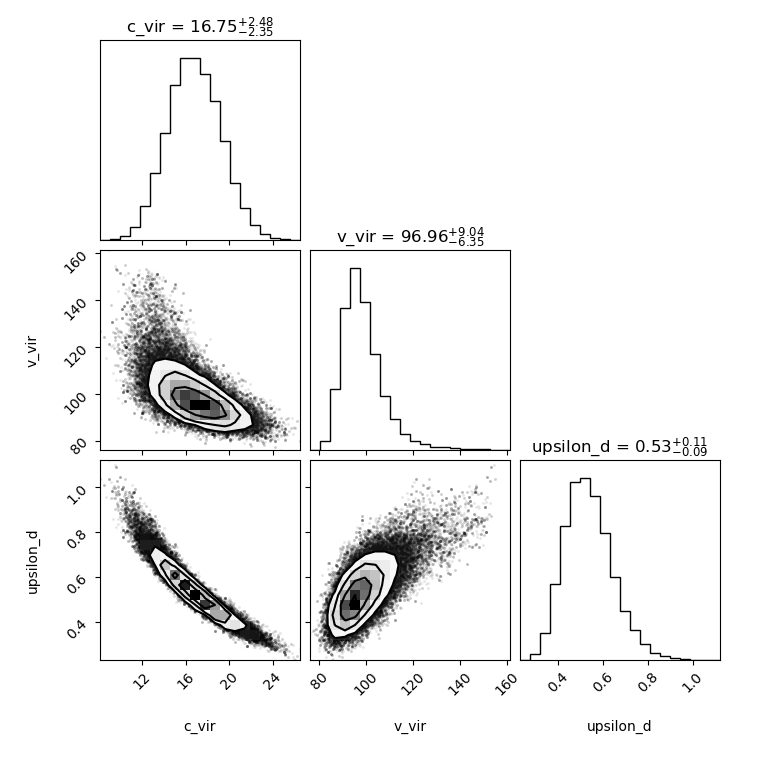 c_vir = 16.75+2.48−2.35
v_vir = 96.96+9.04−6.35
160
140
120
100
80
v_vir
upsilon_d = 0.53+0.11−0.09
1.0
0.8
0.6
0.4
upsilon_d
12 16 20 24
80 100 120 140 160
0.4 0.6 0.8 1.0
c_vir v_vir upsilon_d